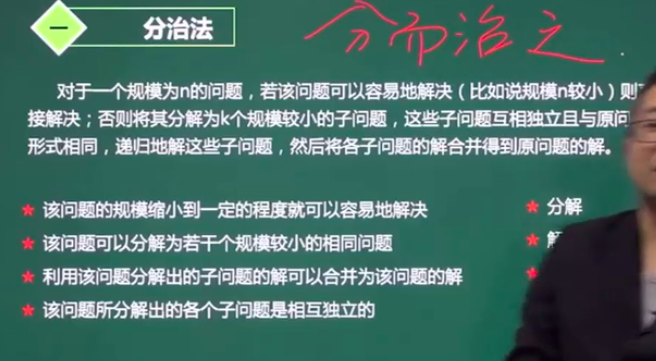 一
分治法
分而治之
对于一个规模为n的问题，若该问题可以容易地解决（比如说规模n较小）则
接解决；否则将其分解为k个规模较小的子问题，这些子问题互相独立且与原问
形式相同，递归地解这些子问题，然后将各子问题的解合并得到原问题的解。
★ 该问题的规模缩小到一定的程度就可以容易地解决
★ 该问题可以分解为若干个规模较小的相同问题
★ 利用该问题分解出的子问题的解可以合并为该问题的解
★ 该问题所分解出的各个子问题是相互独立的
★ 分解
★ 解
★